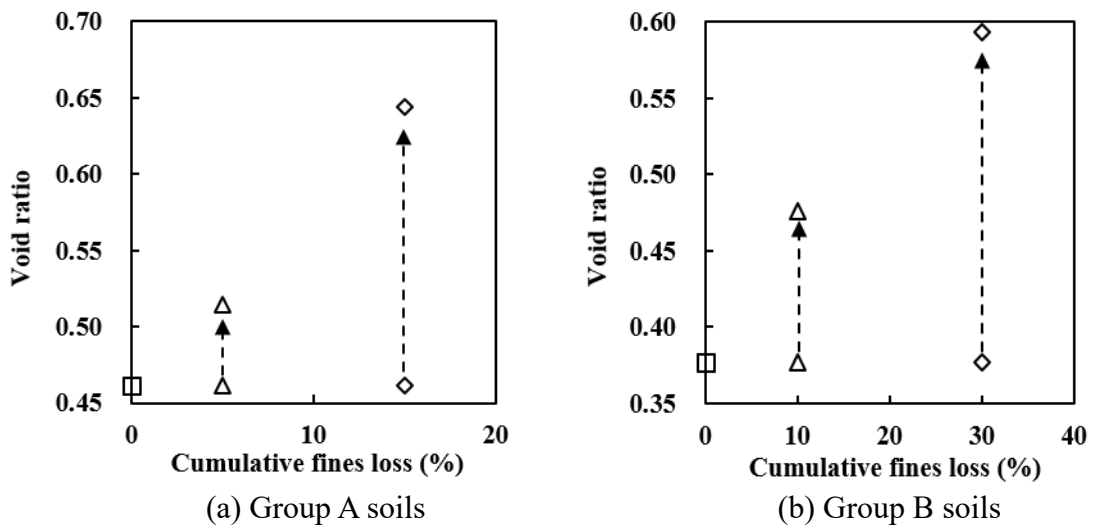 0.70
0.65
0.60
0.55
0.50
0.45
Void ratio
0 10 20
Cumulative fines loss (%)
(a) Group A soils
0.60
0.55
0.50
0.45
0.40
0.35
Void ratio
0 10 20 30 40
Cumulative fines loss (%)
(b) Group B soils